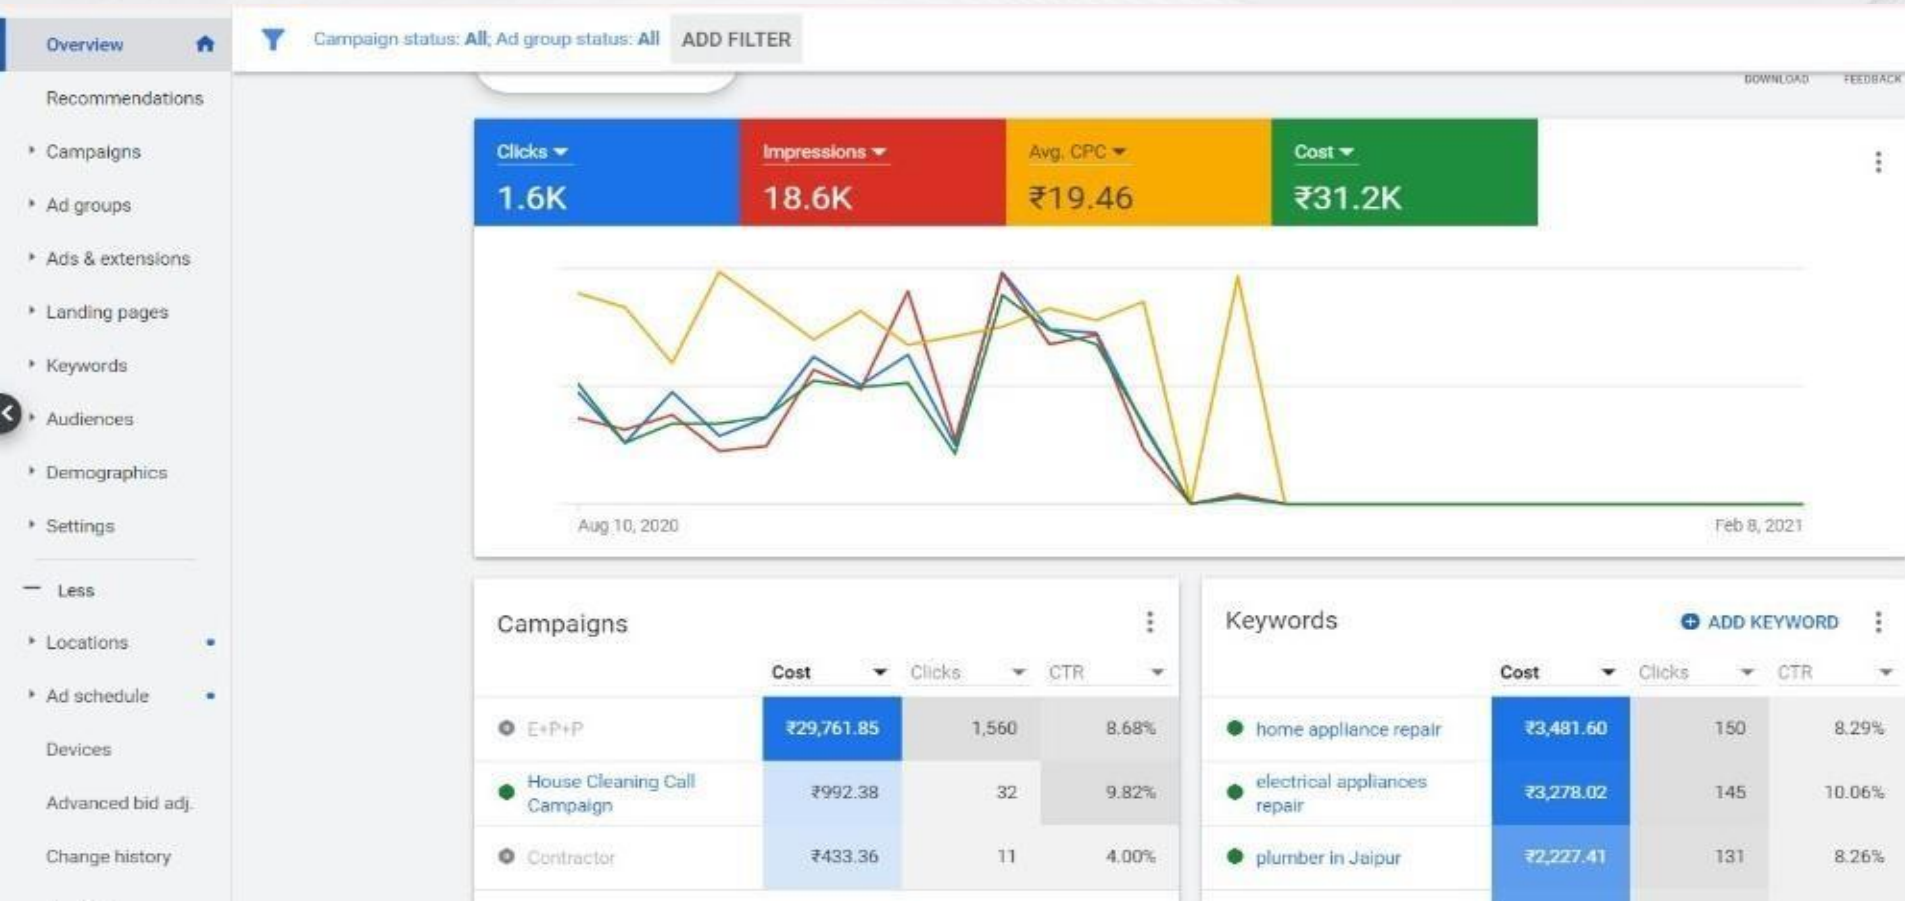 Overview
Campaign status: All; Ad group status: All ADD FILTER
DOWNLOAD FEEDBACK
Recommendations
Campaigns
Ad groups
Ads & extensions
Landing pages
Keywords
Audiences
Demographics
Settings
Less
Locations
Ad schedule
Devices
Advanced bid adj.
Change history
Clicks
1.6K
Impressions
18.6K
Avg. CPC
₹19.46
Cost
₹31.2K
Aug 10, 2020
Feb 8, 2021
Campaigns
Cost Clicks CTR
E+P+P ₹29,761.85 1,560 8.68%
House Cleaning Call
Campaign ₹992.38 32 9.82%
Contractor ₹433.36 11 4.00%
Keywords
ADD KEYWORD
Cost Clicks CTR
home appliance repair ₹3,481.60 150 8.29%
electrical appliances
repair ₹3,278.02 145 10.06%
plumber in Jaipur ₹2,227.41 131 8.26%